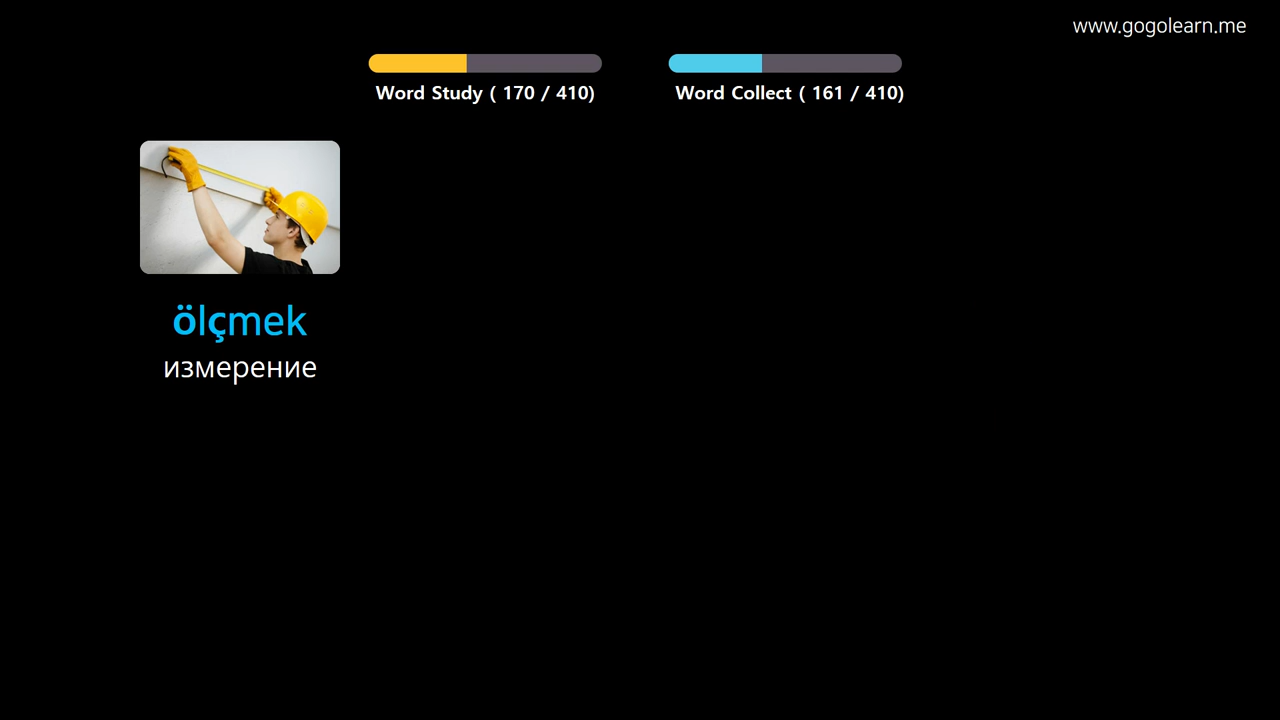 www.gogolearn.me
Word Study ( 170 / 410)
Word Collect ( 161 / 410)
ölçmek
измерение